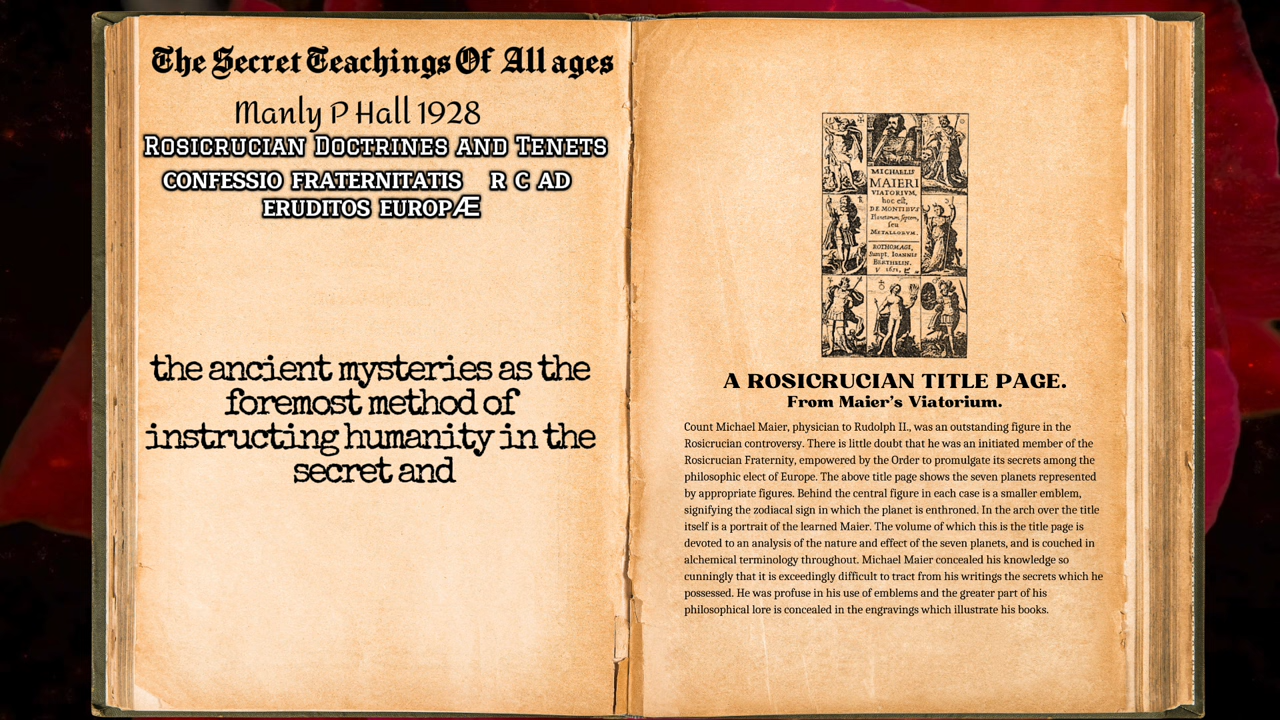 The Secret Teachings Of All ages
Manly P Hall 1928
Rosicrucian Doctrines and Tenets
CONFESSIO FRATERNITATIS R C AD
ERUDITOS EUROPÆ
the ancient mysteries as the
foremost method of
instructing humanity in the
secret and
MICHAELIS
MAIERI
VIATORIVM,
hoc est,
DE MONTIBVS
Planetarum septem,
seu
METALLORVM.
ROTHOMAGI,
Sumpt. IOANNIS
BERTHELIN,
A ROSICRUCIAN TITLE PAGE.
From Maier's Viatorium.
Count Michael Maier, physician to Rudolph II., was an outstanding figure in the
Rosicrucian controversy. There is little doubt that he was an initiated member of the
Rosicrucian Fraternity, empowered by the Order to promulgate its secrets among the
philosophic elect of Europe. The above title page shows the seven planets represented
by appropriate figures. Behind the central figure in each case is a smaller emblem,
signifying the zodiacal sign in which the planet is enthroned. In the arch over the title
itself is a portrait of the learned Maier. The volume of which this is the title page is
devoted to an analysis of the nature and effect of the seven planets, and is couched in
alchemical terminology throughout. Michael Maier concealed his knowledge so
cunningly that it is exceedingly difficult to tract from his writings the secrets which he
possessed. He was profuse in his use of emblems and the greater part of his
philosophical lore is concealed in the engravings which illustrate his books.